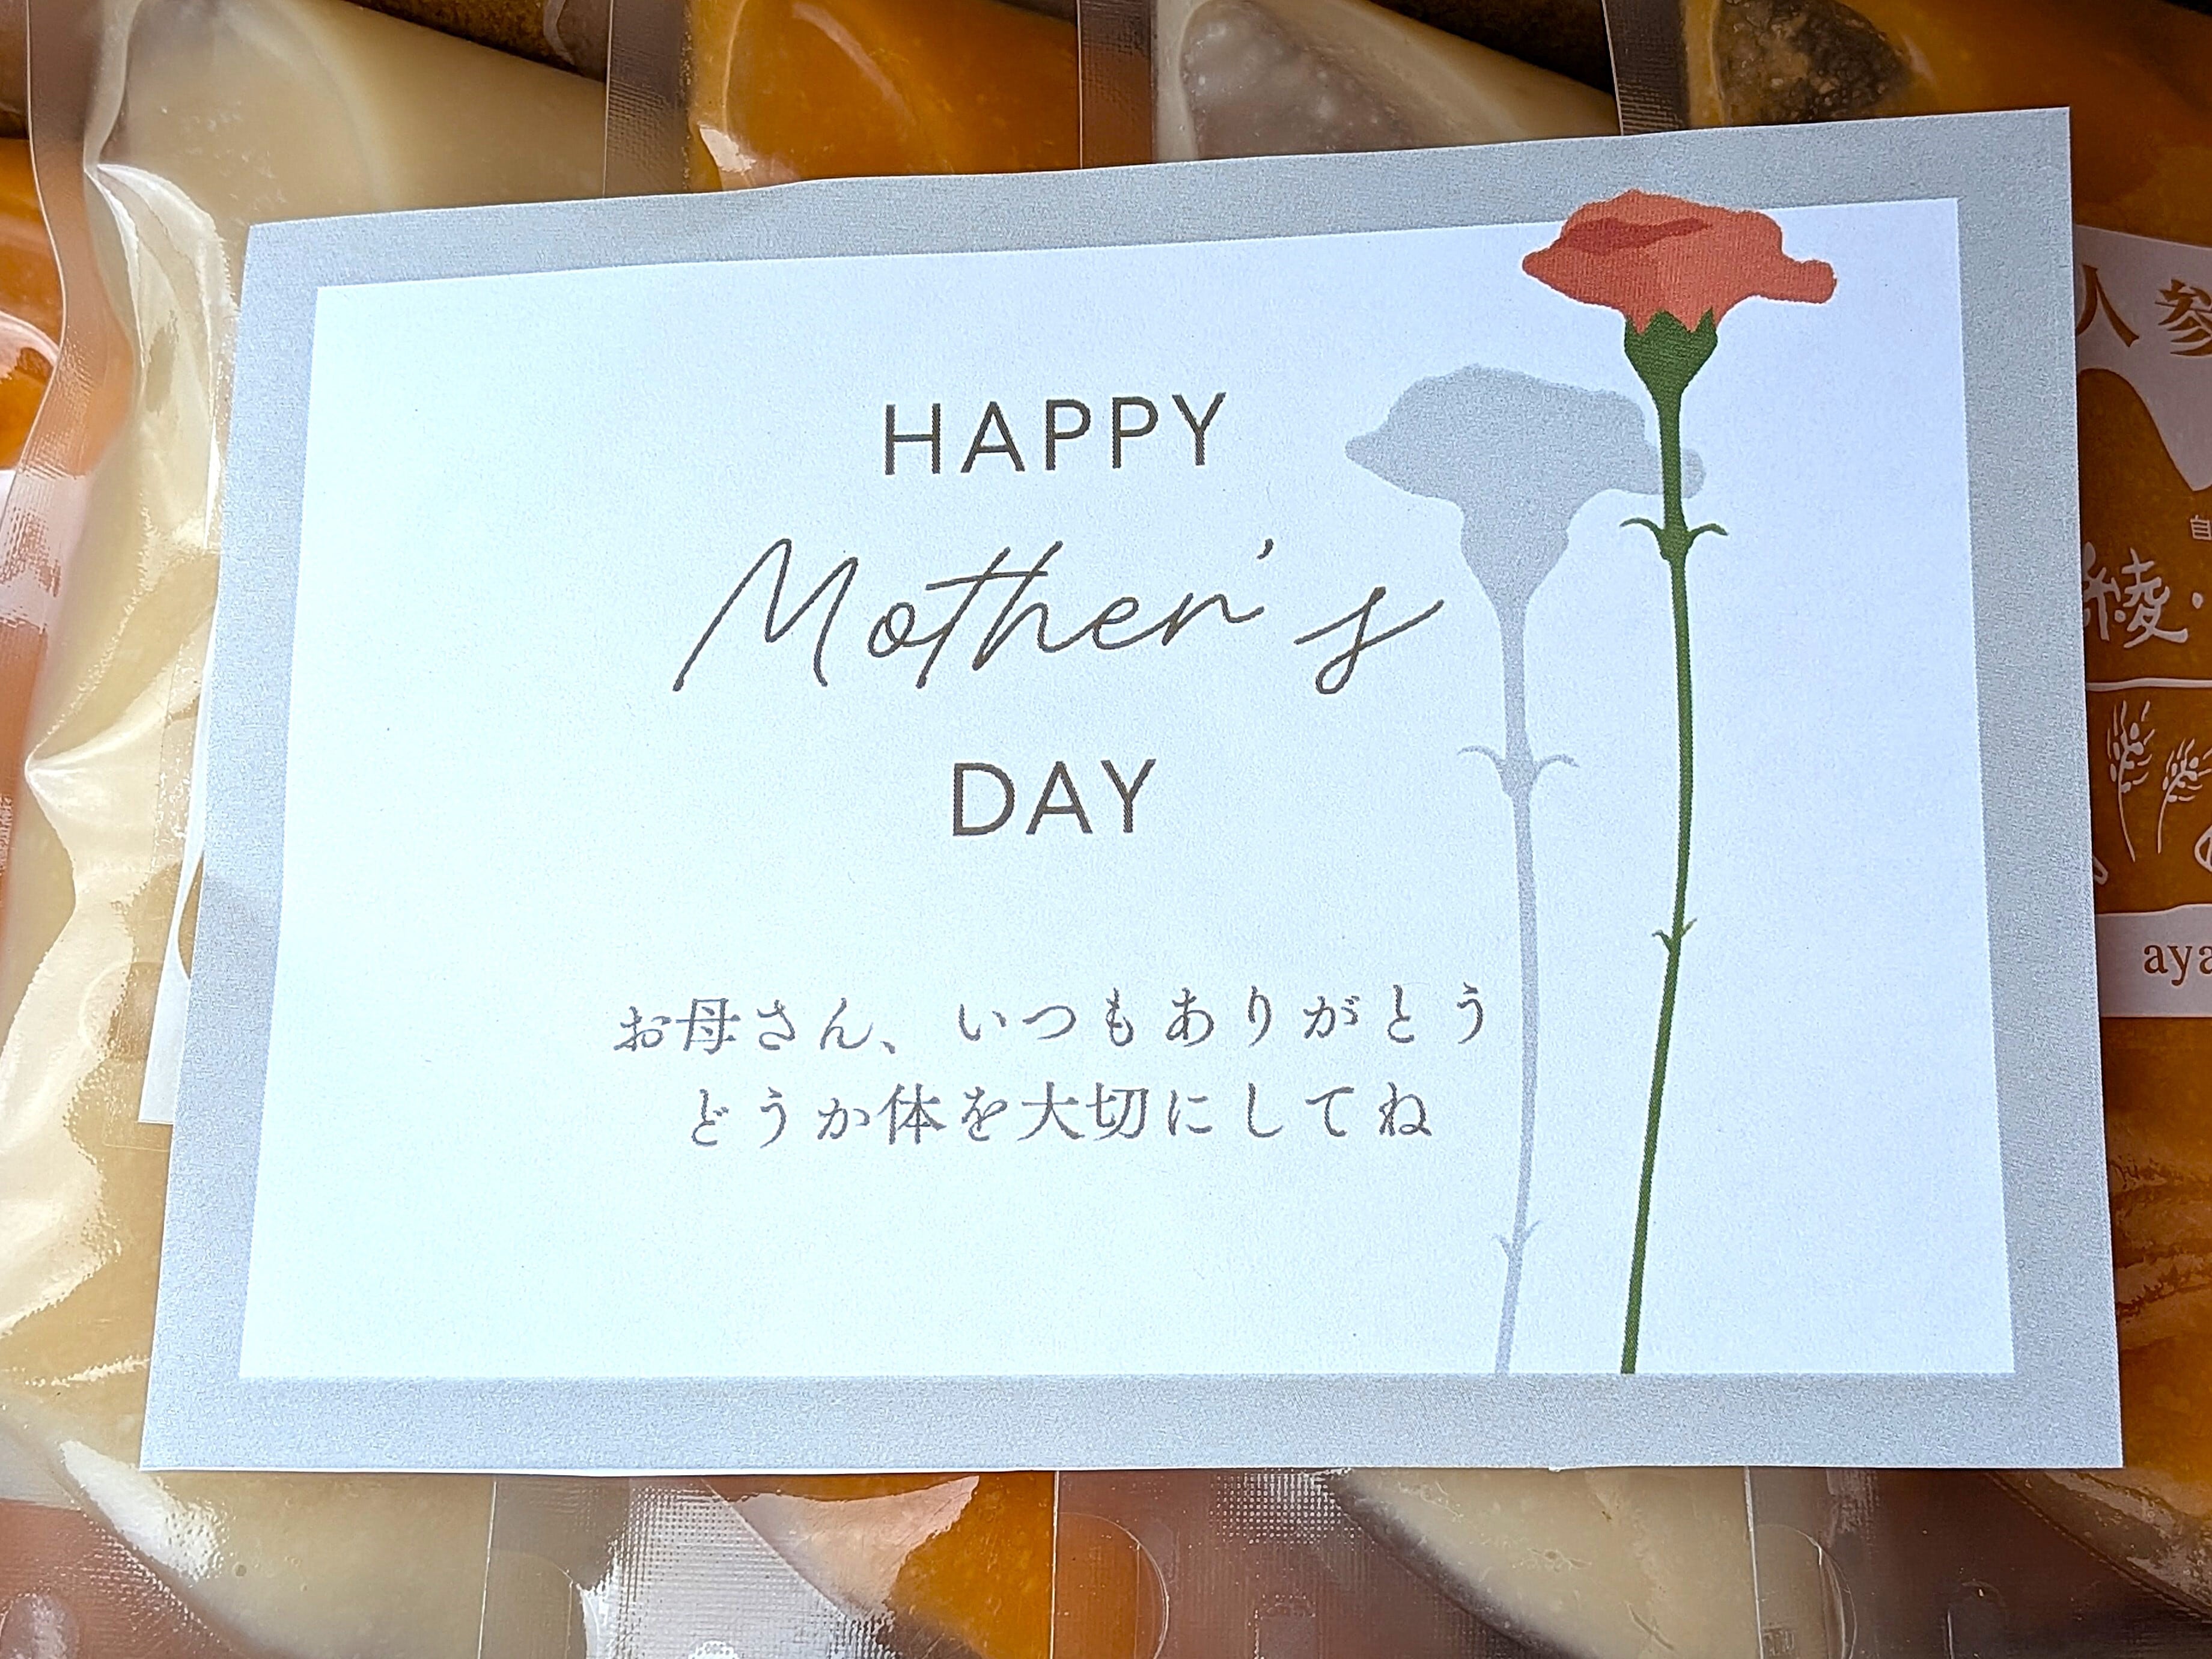 HAPPY
Mother's
DAY
お母さん、いつもありがとう
どうか体を大切にしてね
人参
綾・